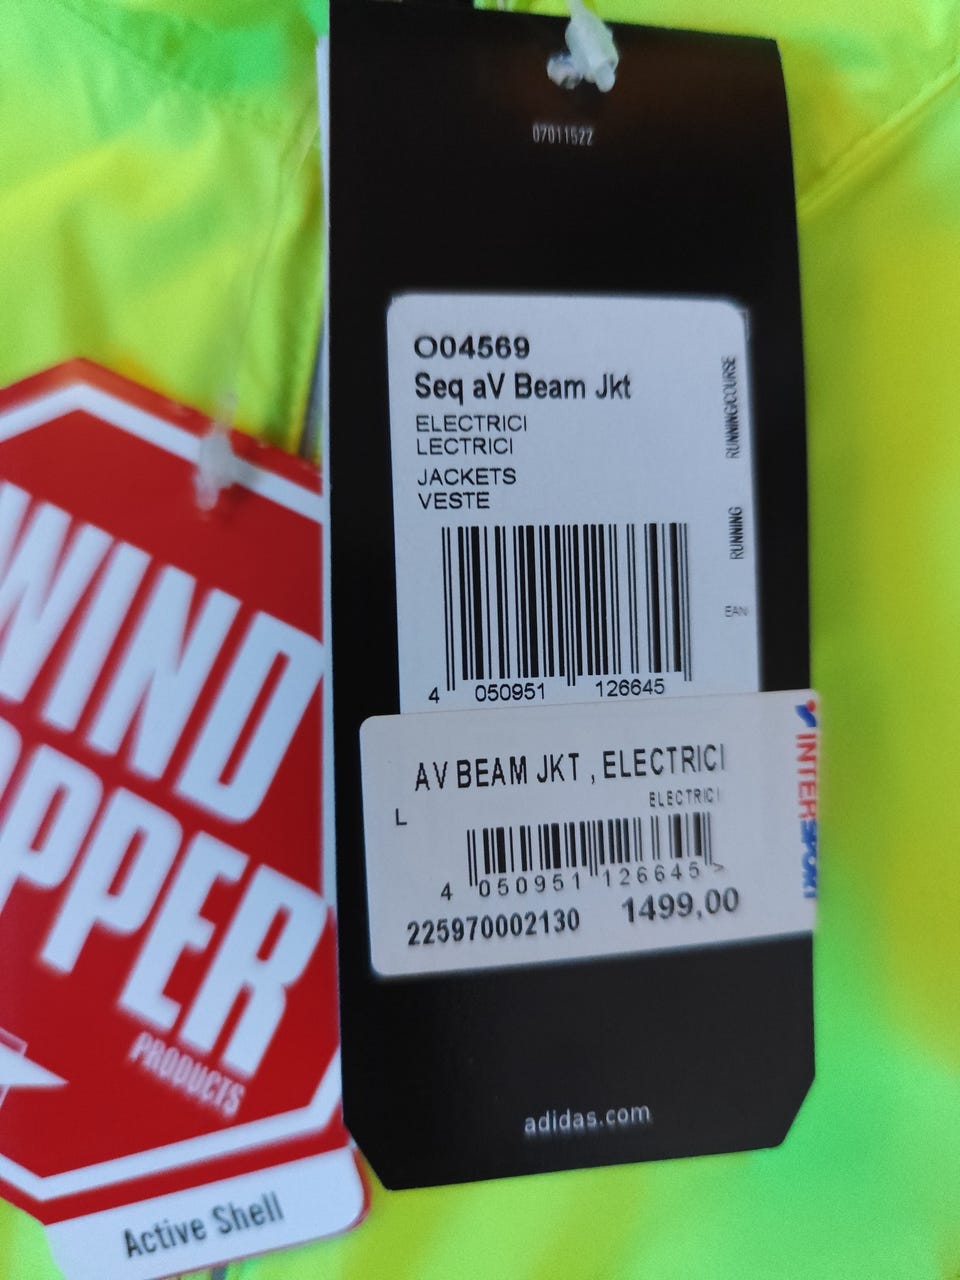 07011522
O04569
Seq aV Beam Jkt
ELECTRICI
LECTRICI
JACKETS
VESTE
RUNNING/COURSE
RUNNING
EAN
4 050951 126645
AV BEAM JKT , ELECTRICI
ELECTRICI
L
4 050951 126645 >
225970002130 1499,00
INTERSPORT
adidas.com
WIND
PPER
PRODUCTS
Active Shell